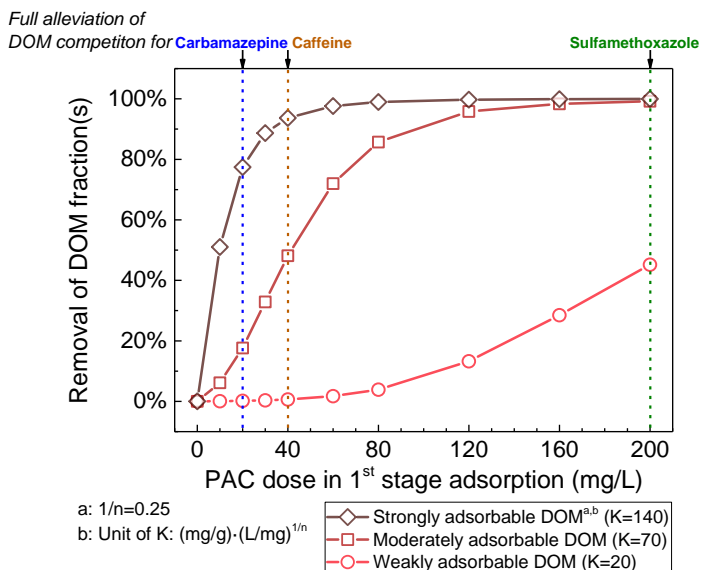 Full alleviation of
DOM competiton for Carbamazepine Caffeine Sulfamethoxazole
100%
80%
60%
40%
20%
0%
Removal of DOM fraction(s)
0 40 80 120 160 200
PAC dose in 1st stage adsorption (mg/L)
a: 1/n=0.25
b: Unit of K: (mg/g)·(L/mg)1/n
Strongly adsorbable DOMa,b (K=140)
Moderately adsorbable DOM (K=70)
Weakly adsorbable DOM (K=20)